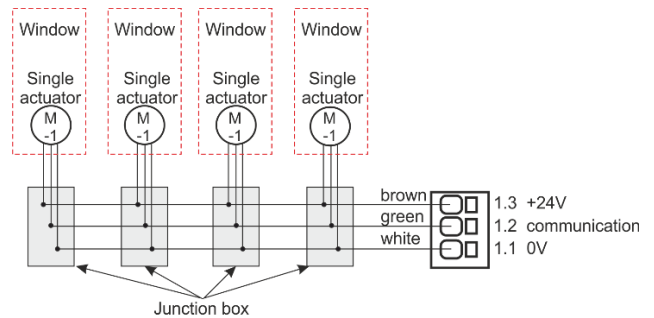 Window
Single
actuator
M
-1
Window
Single
actuator
M
-1
Window
Single
actuator
M
-1
Window
Single
actuator
M
-1
brown
1.3 +24V
green
1.2 communication
white
1.1 0V
Junction box